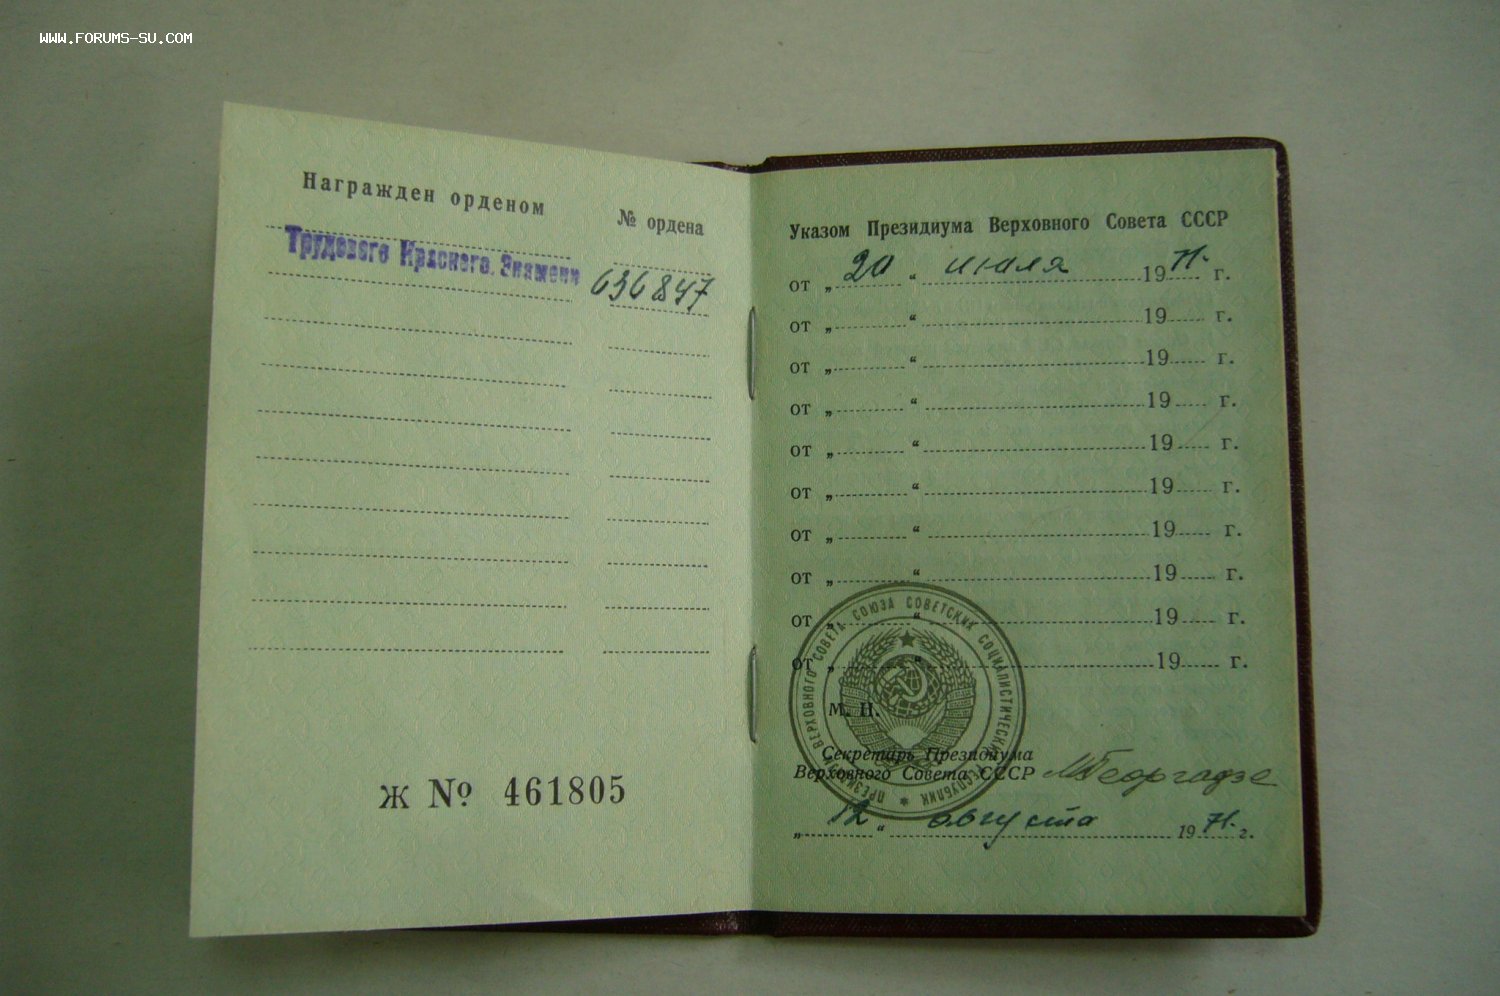 WWW.FORUMS-SU.COM
Награжден орденом № ордена
Трудового Красного Знамени 636847
Ж № 461805
Указом Президиума Верховного Совета СССР
от „ 20 “ июля 1971 г.
от „ “ 19 г.
от „ “ 19 г.
от „ “ 19 г.
от „ “ 19 г.
от „ “ 19 г.
от „ “ 19 г.
от „ “ 19 г.
от „ “ 19 г.
от „ “ 19 г.
ПРЕЗИДИУМ ВЕРХОВНОГО СОВЕТА СОЮЗА СОВЕТСКИХ СОЦИАЛИСТИЧЕСКИХ РЕСПУБЛИК
М. П.
Секретарь Президиума
Верховного Совета СССР МГеоргадзе
„ 12 “ августа 1971 г.